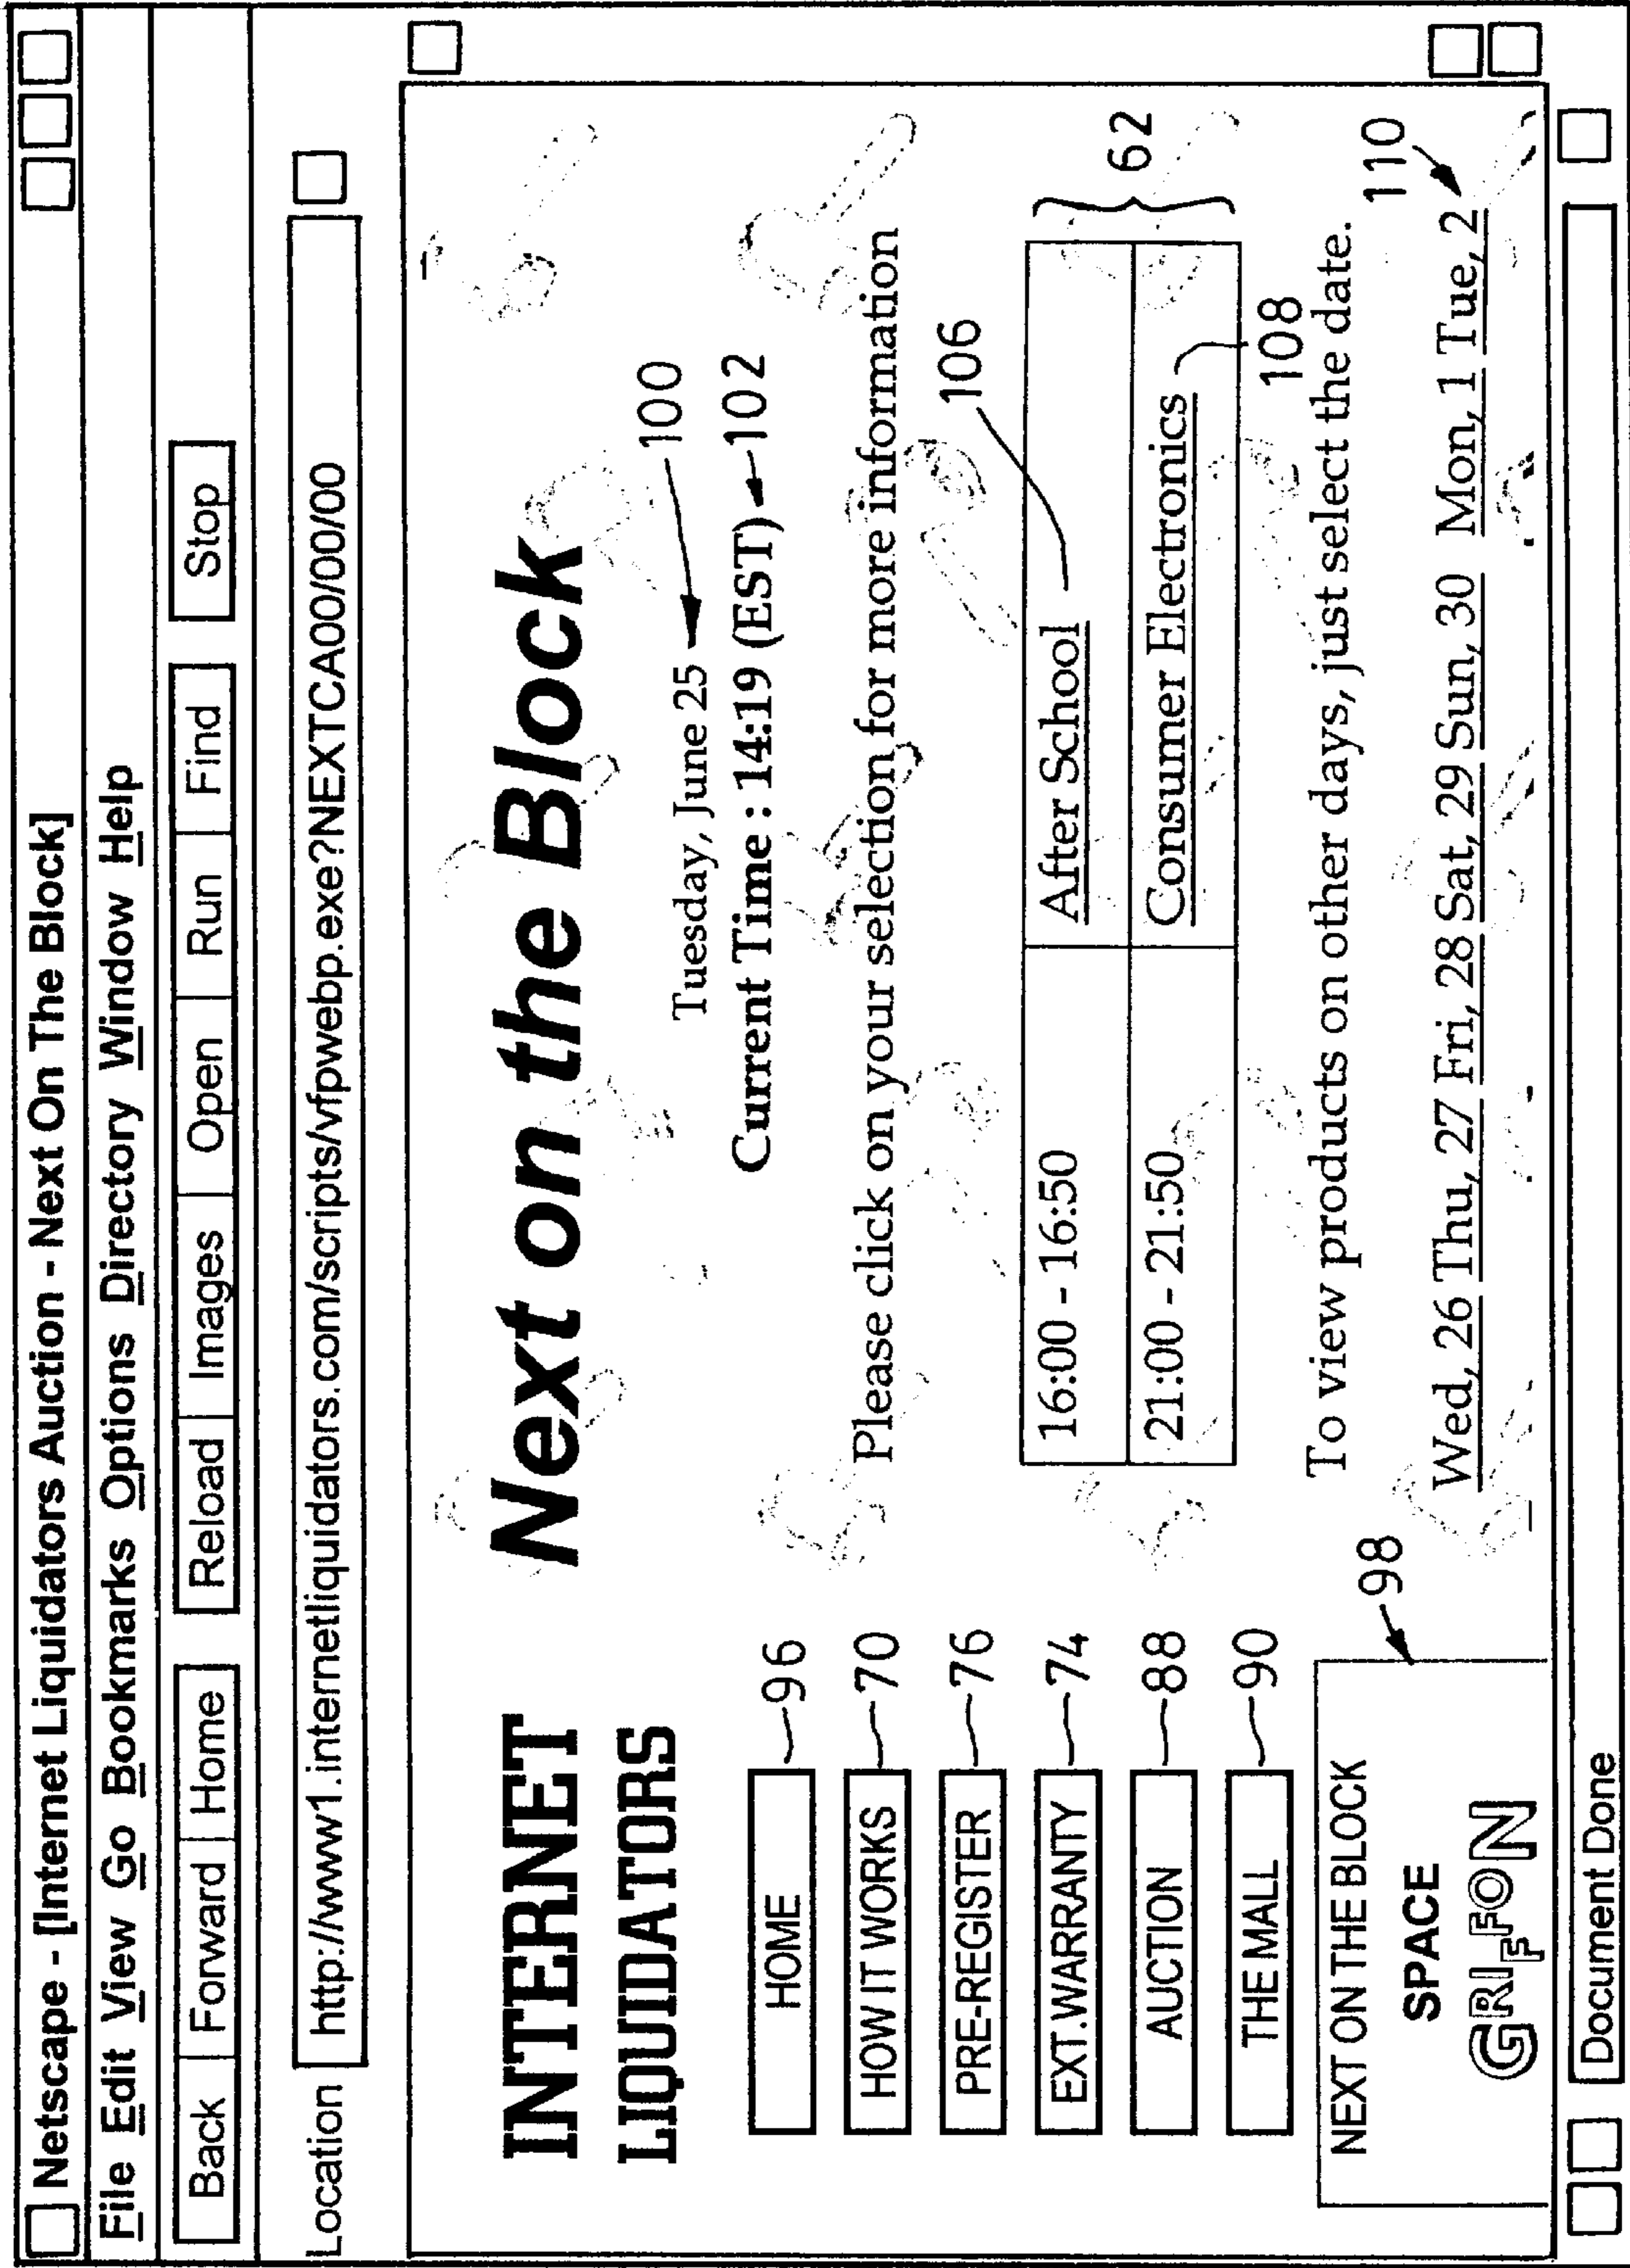 Netscape - [Internet Liquidators Auction - Next On The Block]
File Edit View Go Bookmarks Options Directory Window Help
Back Forward Home Reload Images Open Run Find Stop
Location http://www1.internetliquidators.com/scripts/vfpwebp.exe?NEXTCA00/00/00
INTERNET
LIQUIDATORS
HOME 96
HOW IT WORKS 70
PRE-REGISTER 76
EXT.WARRANTY 74
AUCTION 88
THE MALL 90
NEXT ON THE BLOCK 98
SPACE
GRIFFON
Next on the Block
Tuesday, June 25 100
Current Time : 14:19 (EST) 102
Please click on your selection for more information
106
16:00 - 16:50 After School
21:00 - 21:50 Consumer Electronics
62
108
To view products on other days, just select the date.
110
Wed, 26 Thu, 27 Fri, 28 Sat, 29 Sun, 30 Mon, 1 Tue, 2
Document Done